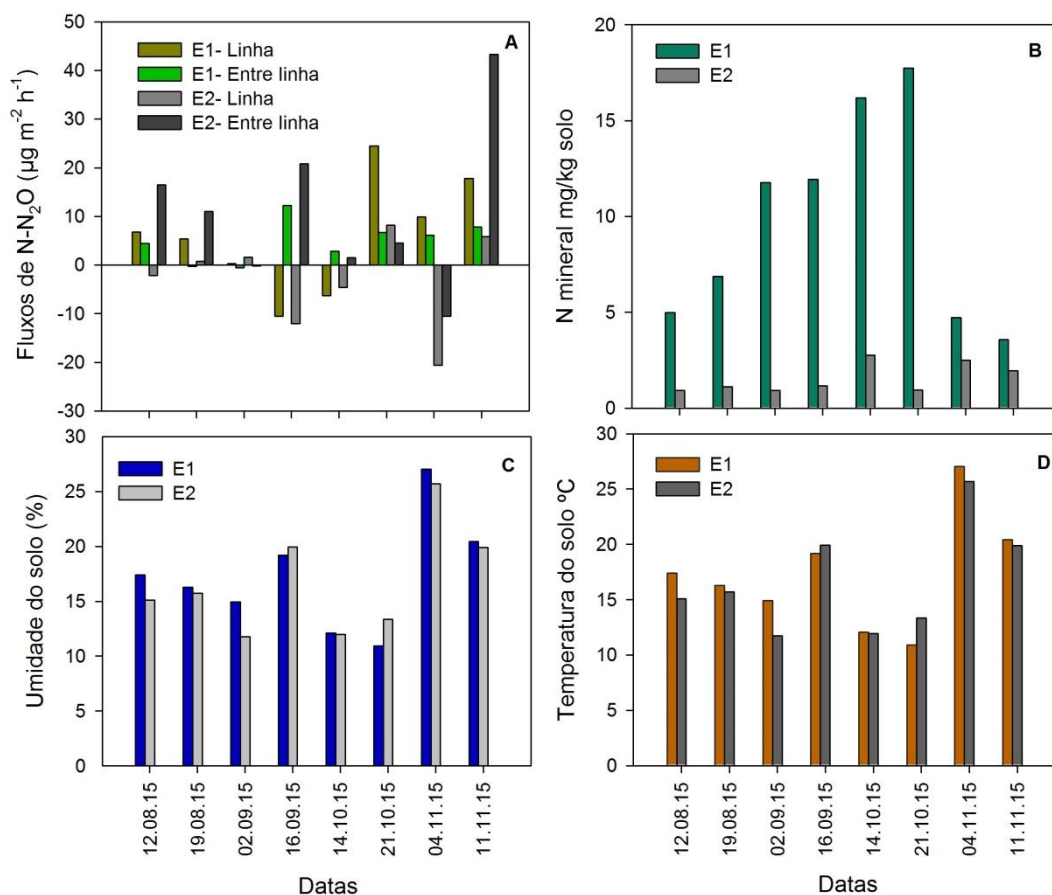 A
Fluxos de N-N₂O (µg m⁻² h⁻¹)
50
40
30
20
10
0
-10
-20
-30
E1- Linha
E1- Entre linha
E2- Linha
E2- Entre linha
B
N mineral mg/kg solo
20
15
10
5
0
E1
E2
C
Umidade do solo (%)
30
25
20
15
10
5
0
E1
E2
12.08.15
19.08.15
02.09.15
16.09.15
14.10.15
21.10.15
04.11.15
11.11.15
Datas
D
Temperatura do solo ºC
30
25
20
15
10
5
0
E1
E2
12.08.15
19.08.15
02.09.15
16.09.15
14.10.15
21.10.15
04.11.15
11.11.15
Datas